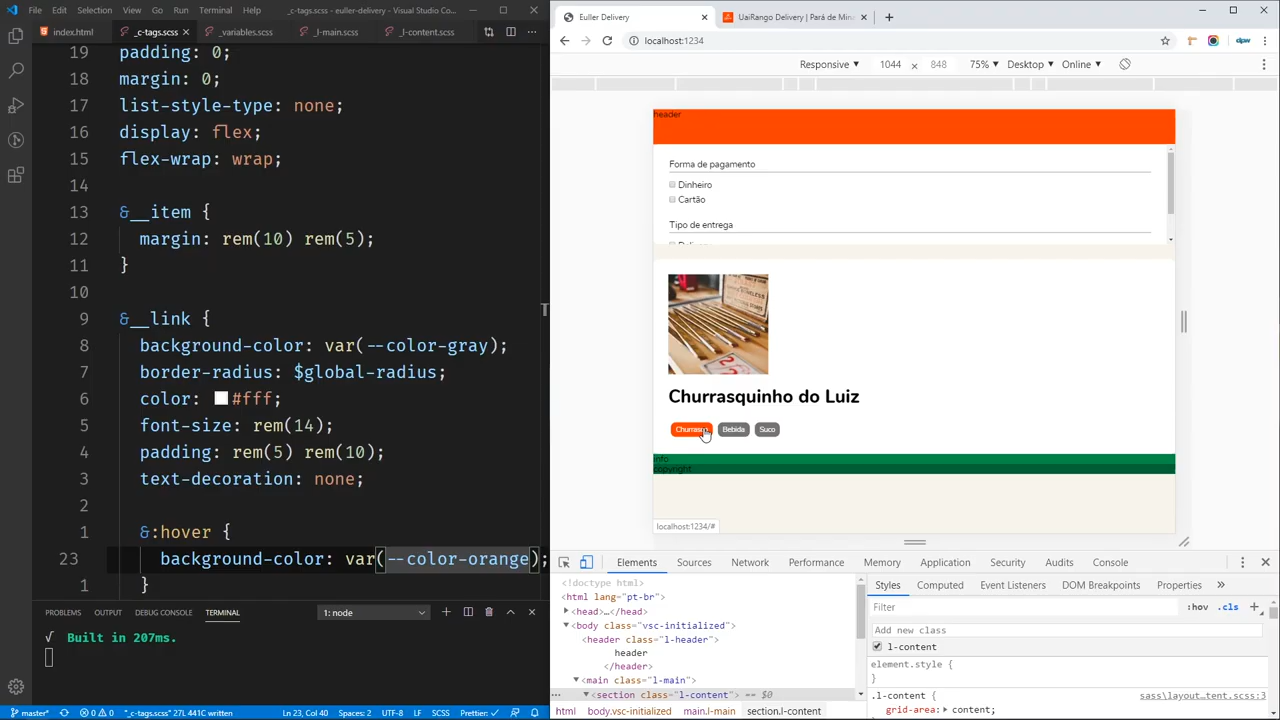 File Edit Selection ··· _c-tags.scss - euller-delivery - Visual Studio Co...
index.html _c-tags.scss _variables.scss _l-main.scss _l-content.scss
19 padding: 0;
18 margin: 0;
17 list-style-type: none;
16 display: flex;
15 flex-wrap: wrap;
14
13 &__item {
12 margin: rem(10) rem(5);
11 }
10
9 &__link {
8 background-color: var(--color-gray);
7 border-radius: $global-radius;
6 color: #fff;
5 font-size: rem(14);
4 padding: rem(5) rem(10);
3 text-decoration: none;
2
1 &:hover {
23 background-color: var(--color-orange);
1 }
PROBLEMS OUTPUT DEBUG CONSOLE TERMINAL 1: node
√ Built in 207ms.
master* 0 0 _c-tags.scss" 27L 441C written Ln 23, Col 40 Spaces: 2 UTF-8 LF SCSS Prettier: ✓
Euller Delivery UaiRango Delivery | Pará de Min
localhost:1234
dpw
Responsive 1044 × 848 75% Desktop Online
header
Forma de pagamento
Dinheiro
Cartão
Tipo de entrega
Churrasquinho do Luiz
Bebida Suco
info
copyright
localhost:1234/#
Elements Sources Network Performance Memory Application Security Audits Console
<!doctype html>
<html lang="pt-br">
<head>…</head>
<body class="vsc-initialized">
<header class="l-header">
header
</header>
<main class="l-main">
<section class="l-content"> == $0
html body.vsc-initialized main.l-main section.l-content
Styles Computed Event Listeners DOM Breakpoints Properties »
Filter :hov .cls +
Add new class
l-content
element.style {
}
.l-content { sass\layout…tent.scss:3
grid-area: content;